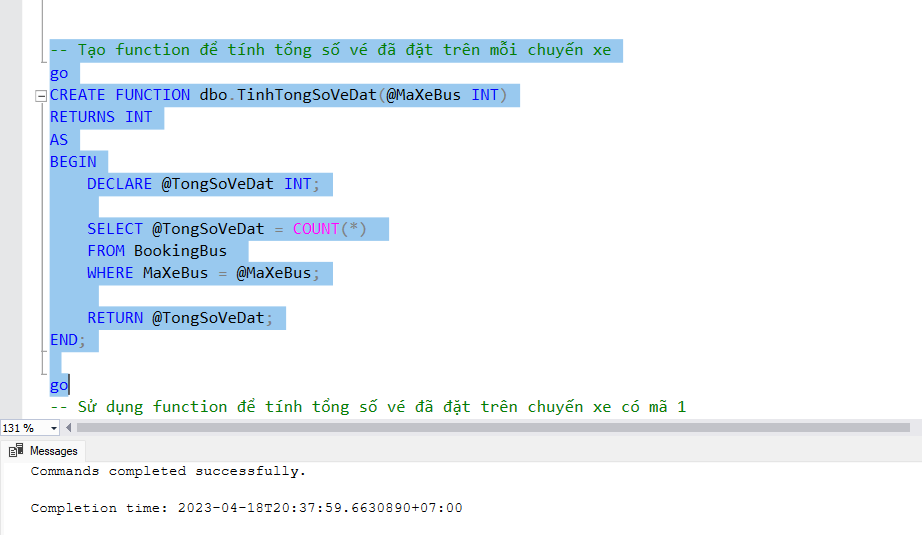 -- Tạo function để tính tổng số vé đã đặt trên mỗi chuyến xe
go
CREATE FUNCTION dbo.TinhTongSoVeDat(@MaXeBus INT)
RETURNS INT
AS
BEGIN
DECLARE @TongSoVeDat INT;
SELECT @TongSoVeDat = COUNT(*)
FROM BookingBus
WHERE MaXeBus = @MaXeBus;
RETURN @TongSoVeDat;
END;
go
-- Sử dụng function để tính tổng số vé đã đặt trên chuyến xe có mã 1
131 %
Messages
Commands completed successfully.
Completion time: 2023-04-18T20:37:59.6630890+07:00